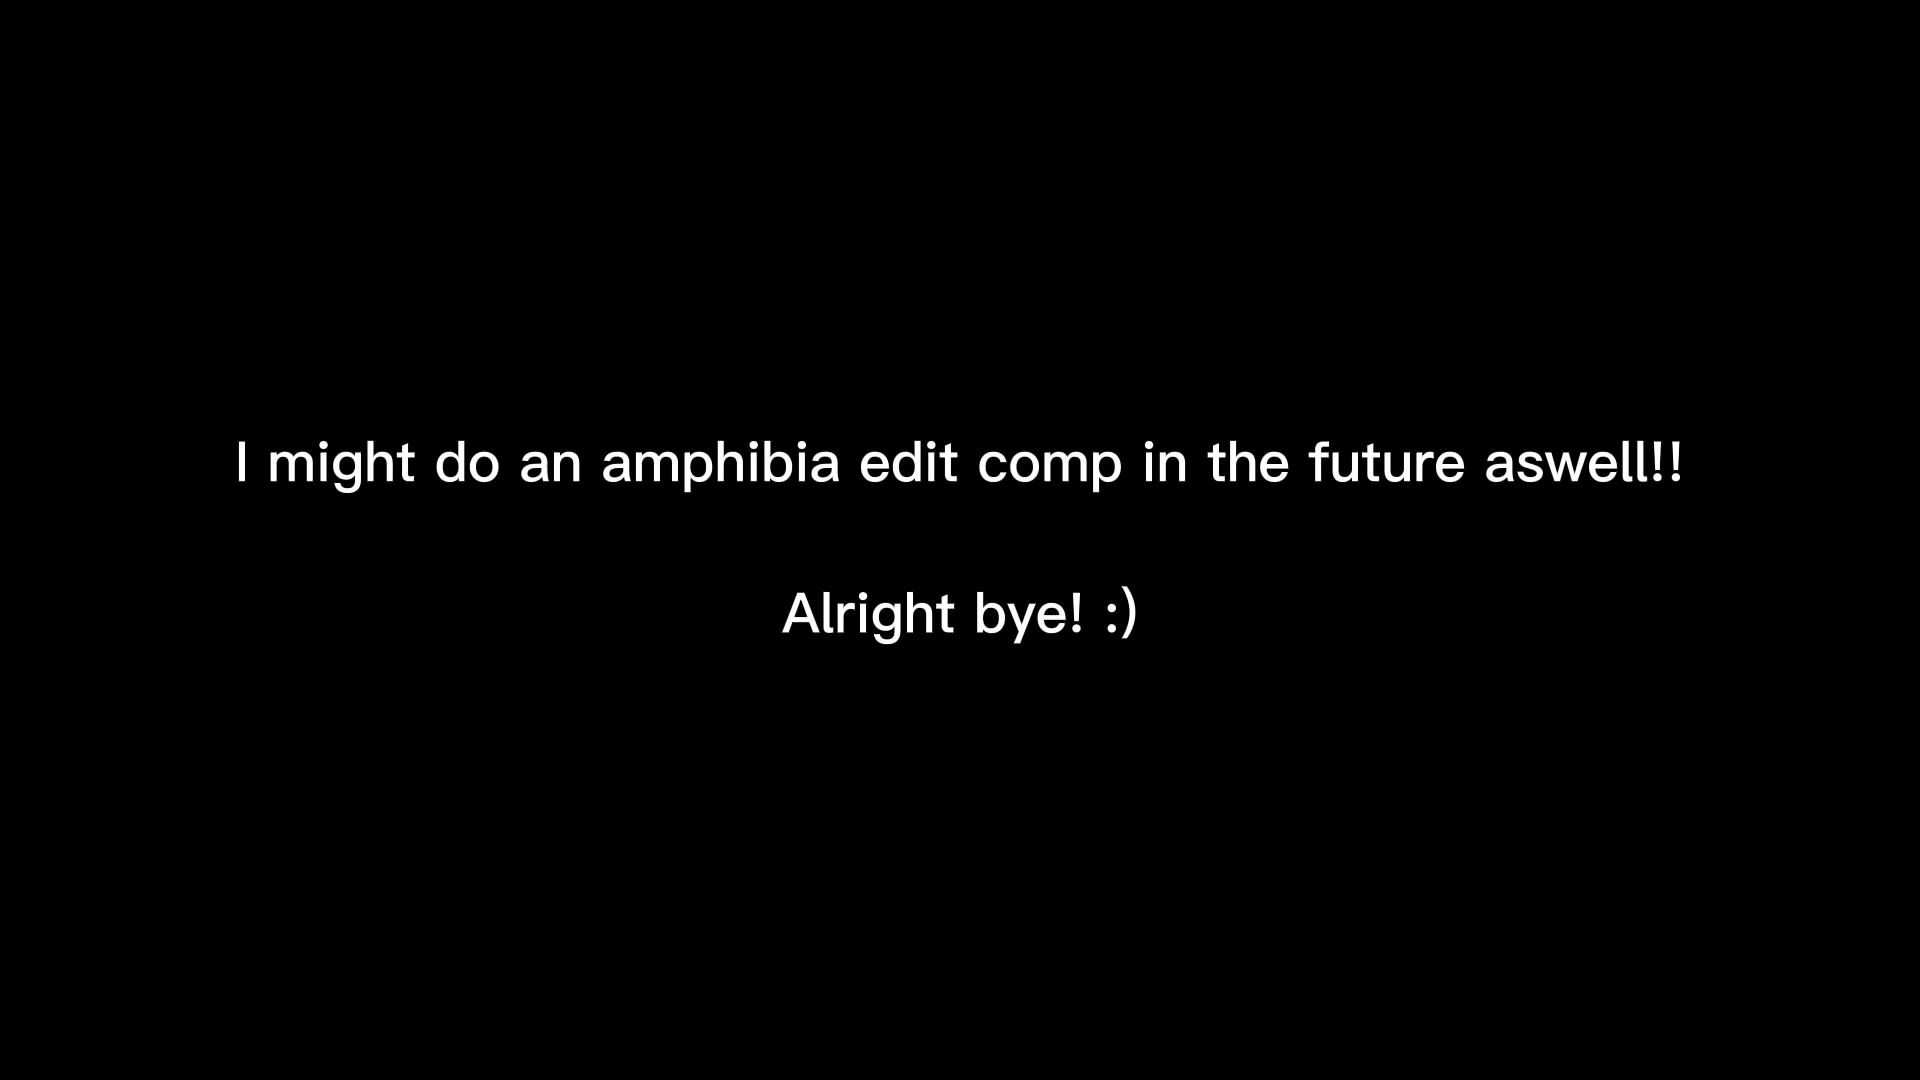 I might do an amphibia edit comp in the future aswell!!
Alright bye! :)